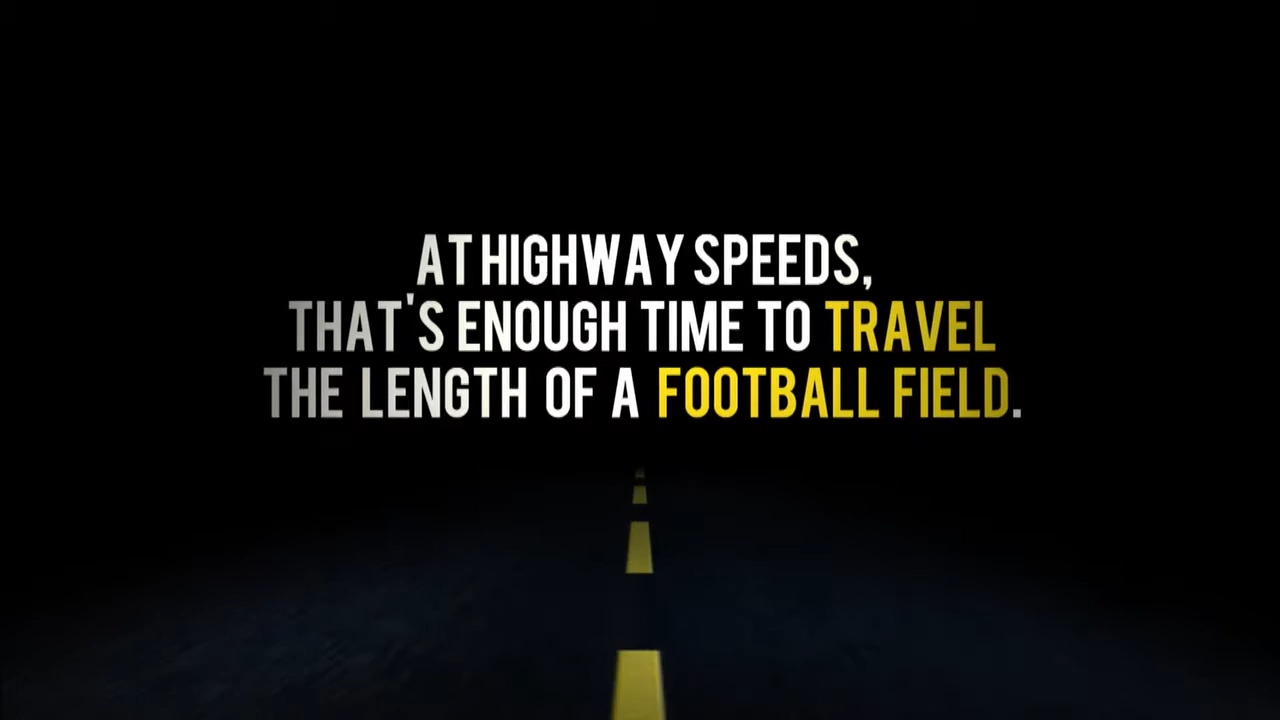 AT HIGHWAY SPEEDS,
THAT'S ENOUGH TIME TO TRAVEL
THE LENGTH OF A FOOTBALL FIELD.